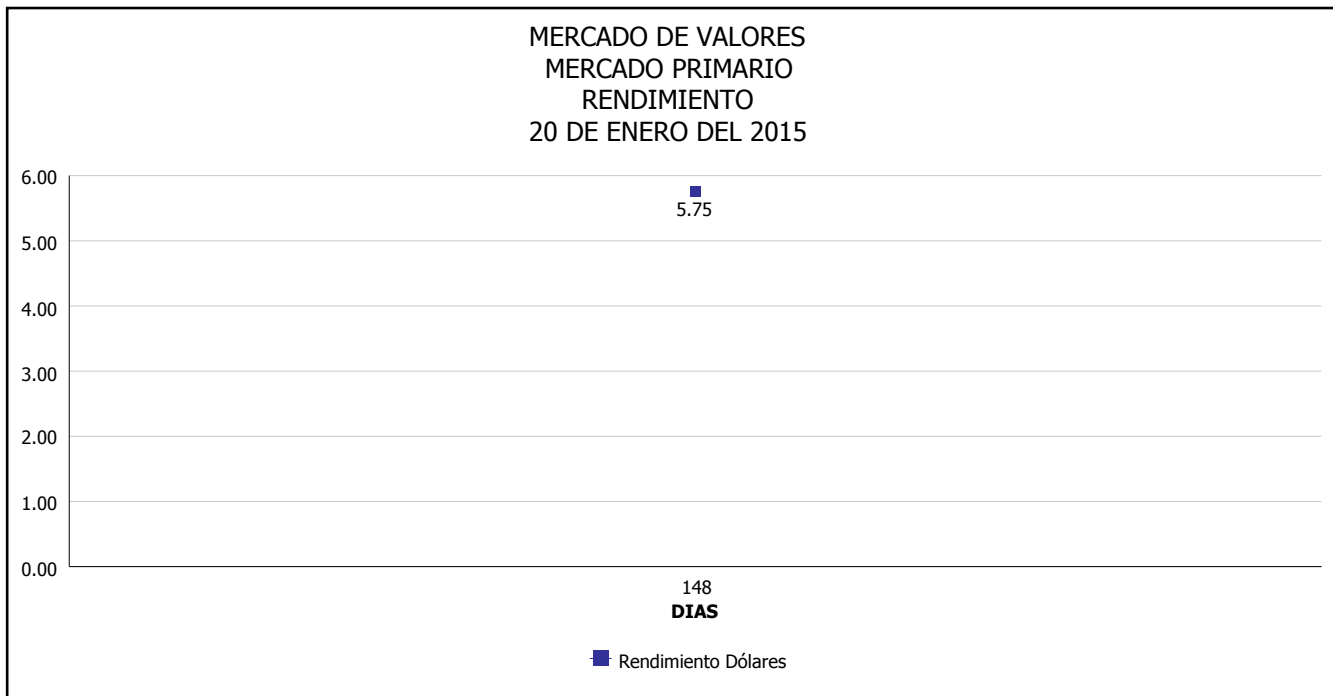 MERCADO DE VALORES
MERCADO PRIMARIO
RENDIMIENTO
20 DE ENERO DEL 2015
6.00
5.75
5.00
4.00
3.00
2.00
1.00
0.00
148
DIAS
Rendimiento Dólares